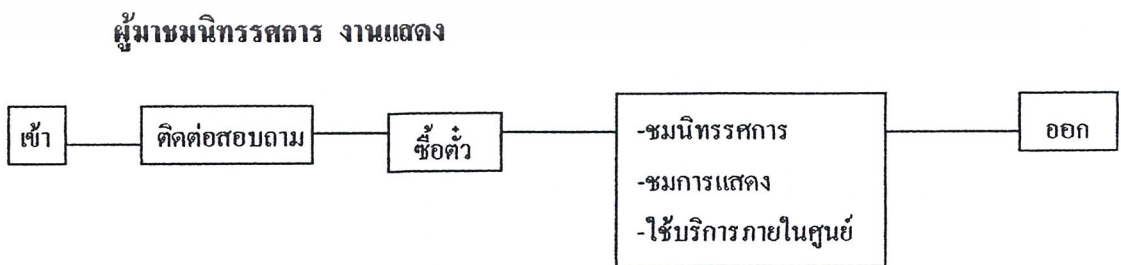 ผู้มาชมนิทรรศการ งานแสดง
เข้า
ติดต่อสอบถาม
ซื้อตั๋ว
-ชมนิทรรศการ
-ชมการแสดง
-ใช้บริการภายในศูนย์
ออก